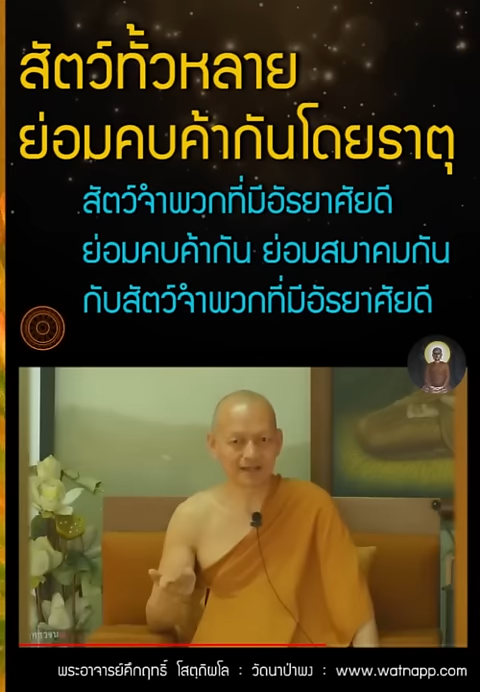 สัตว์ทั้วหลาย
ย่อมคบค้ากันโดยธาตุ
สัตว์จำพวกที่มีอัธยาศัยดี
ย่อมคบค้ากัน ย่อมสมาคมกัน
กับสัตว์จำพวกที่มีอัธยาศัยดี
พระอาจารย์คึกฤทธิ์ โสตฺถิผโล : วัดนาป่าพง : www.watnapp.com